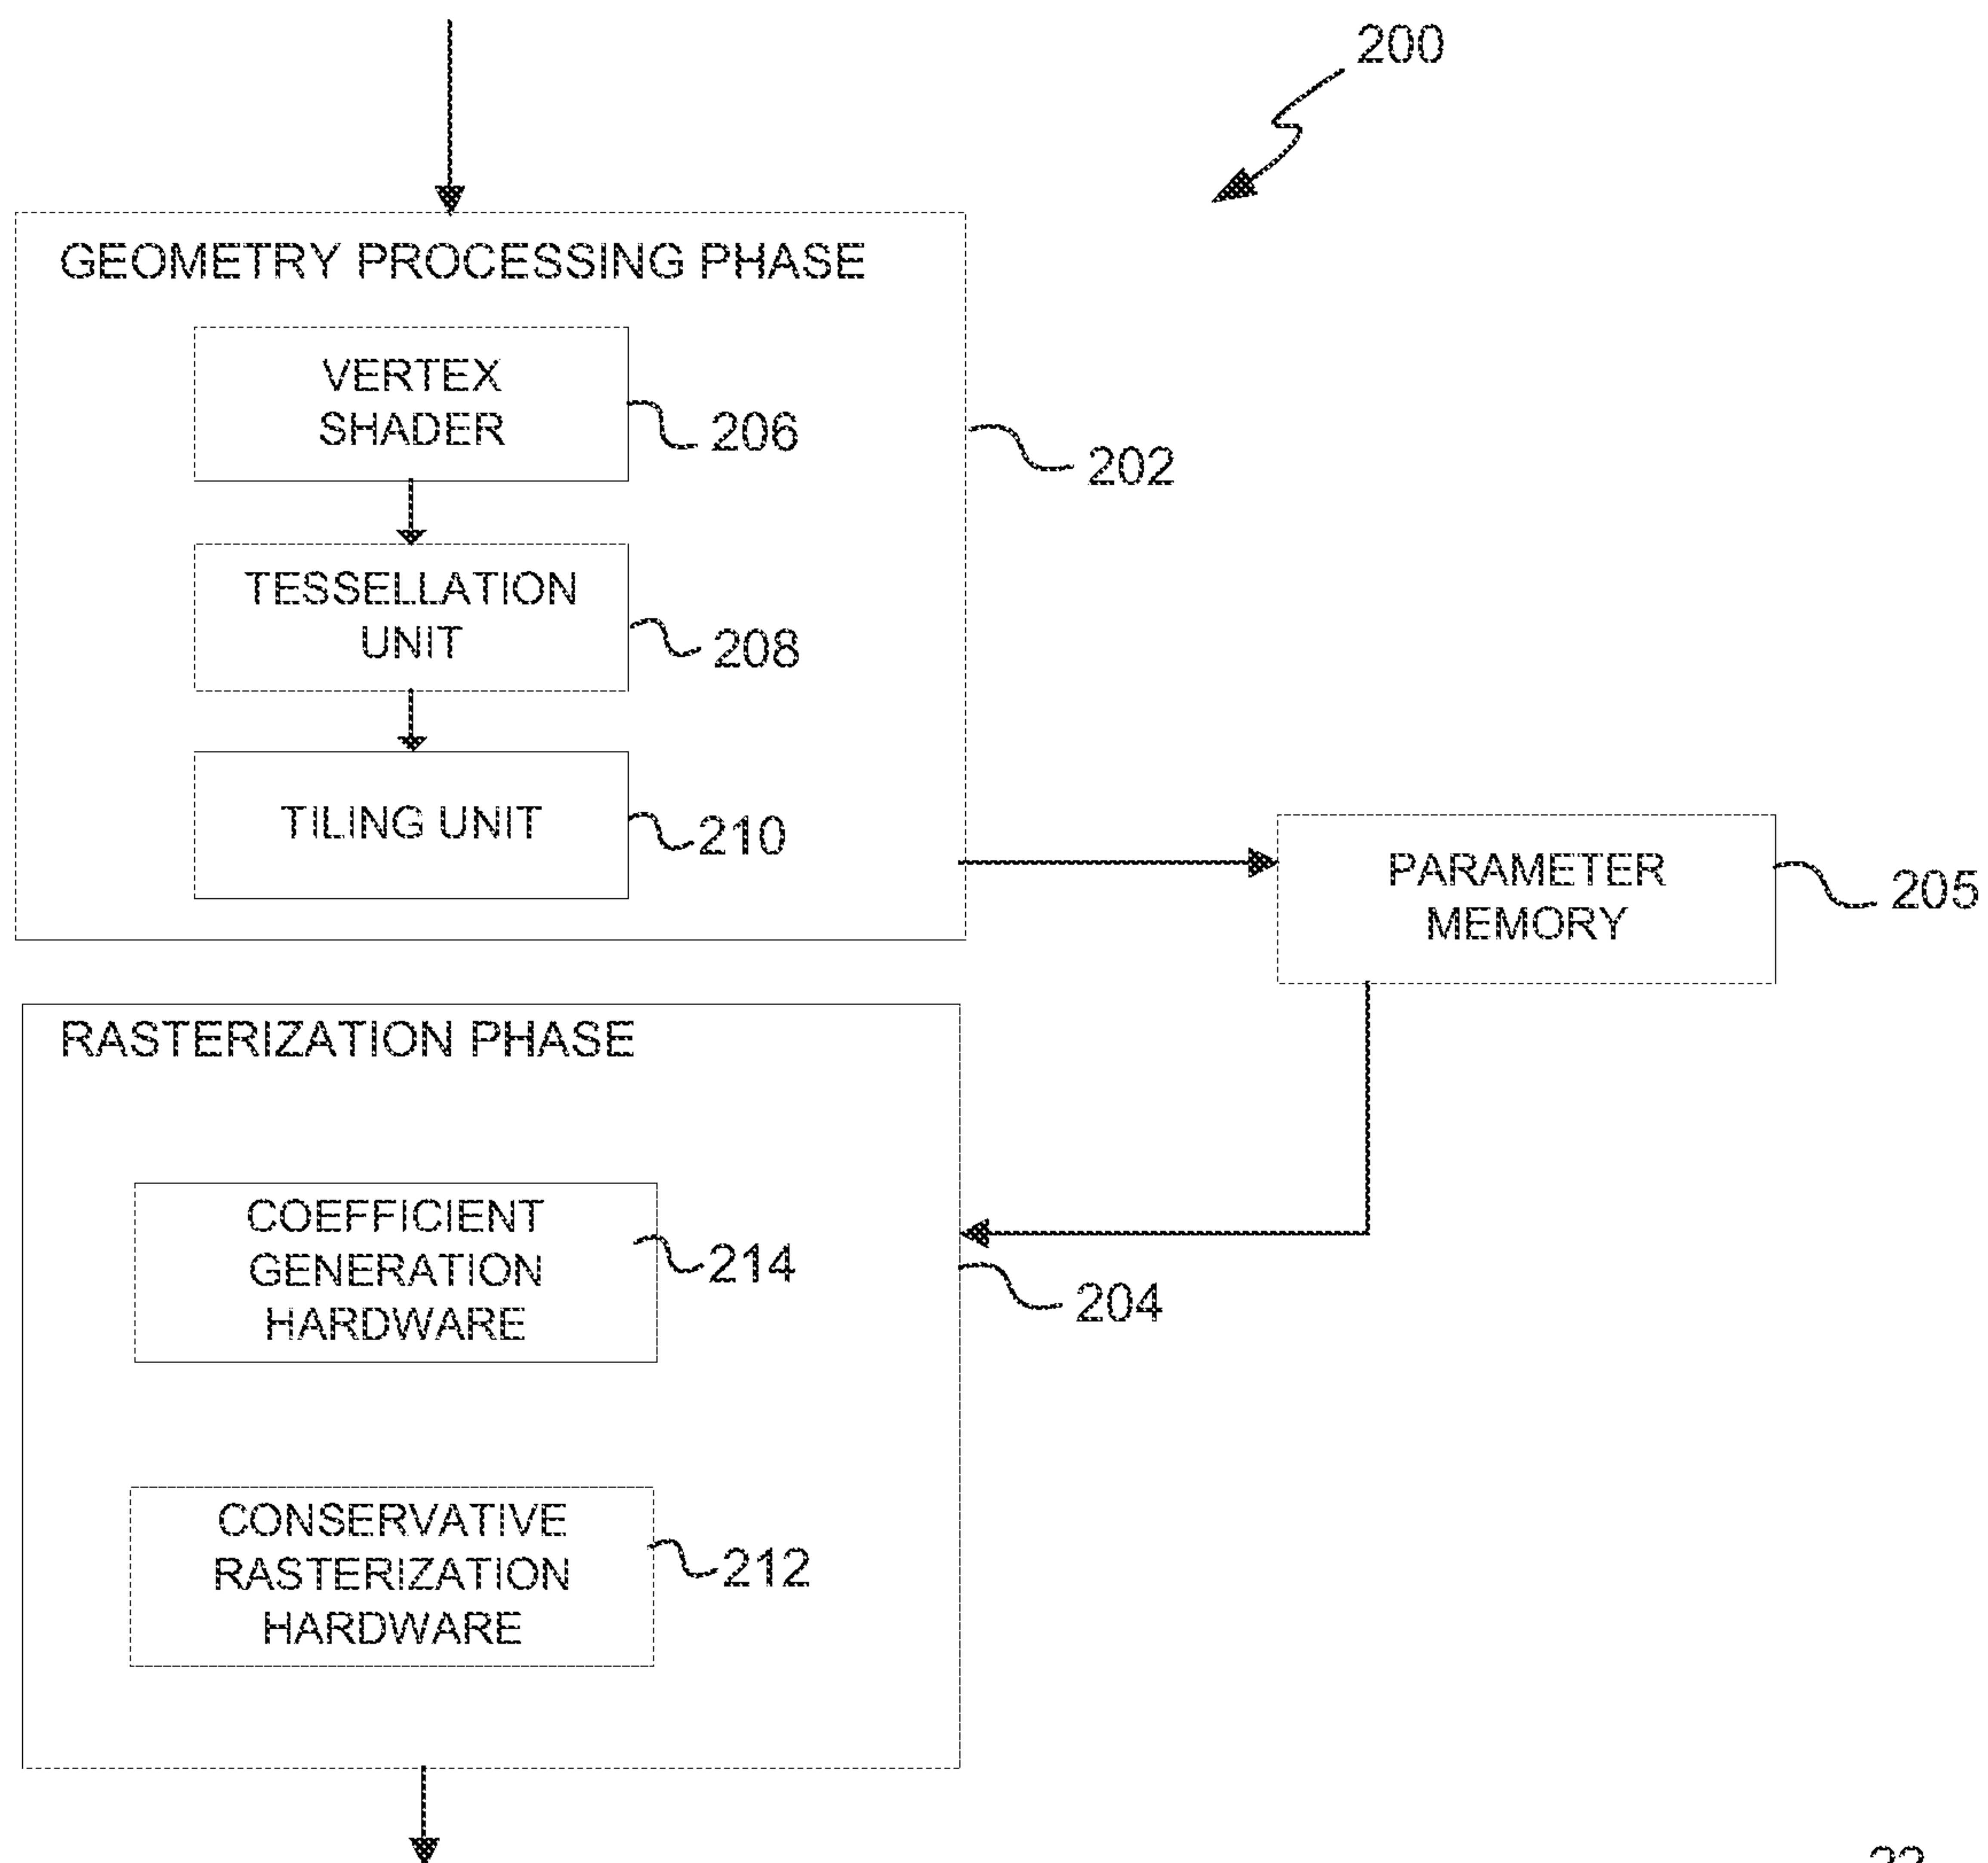 200
GEOMETRY PROCESSING PHASE
VERTEX
SHADER
206
202
TESSELLATION
UNIT
208
TILING UNIT
210
PARAMETER
MEMORY
205
RASTERIZATION PHASE
COEFFICIENT
GENERATION
HARDWARE
214
204
CONSERVATIVE
RASTERIZATION
HARDWARE
212